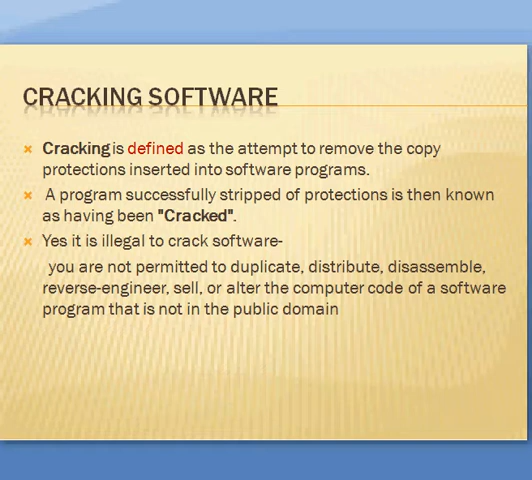 CRACKING SOFTWARE
Cracking is defined as the attempt to remove the copy
protections inserted into software programs.
A program successfully stripped of protections is then known
as having been "Cracked".
Yes it is illegal to crack software-
you are not permitted to duplicate, distribute, disassemble,
reverse-engineer, sell, or alter the computer code of a software
program that is not in the public domain